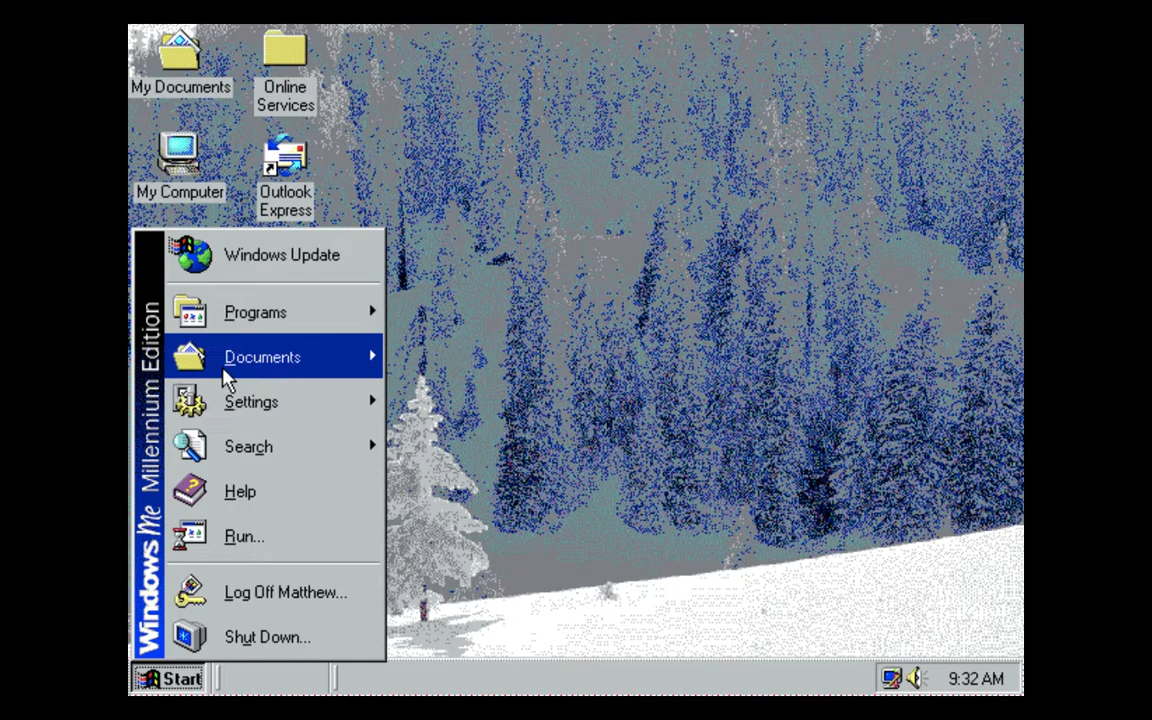 My Documents
Online
Services
My Computer
Outlook
Express
Windows Update
Programs
Documents
Settings
Search
Help
Run...
Log Off Matthew...
Shut Down...
Windows Me Millennium Edition
Start
9:32 AM